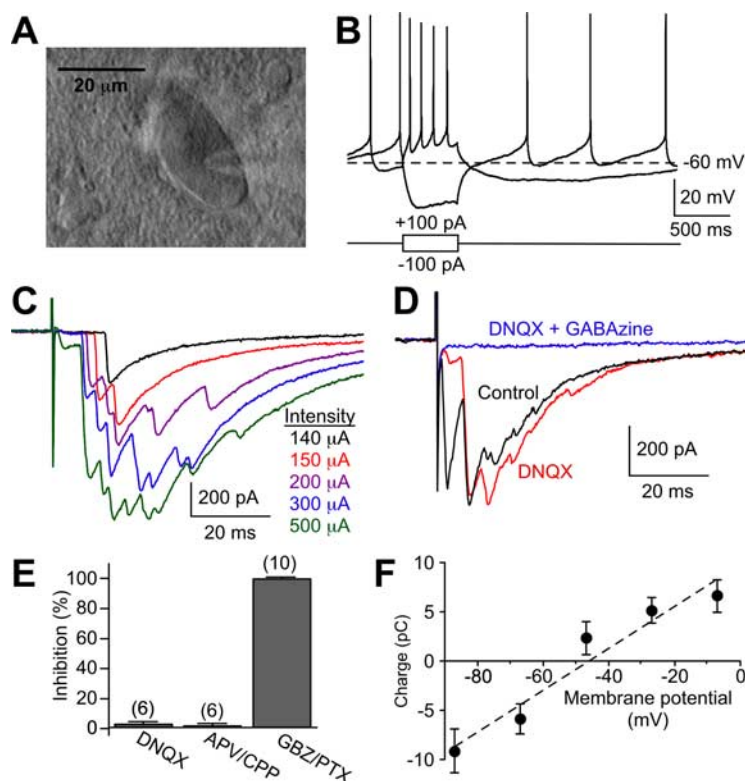 A
20 μm
B
-60 mV
20 mV
500 ms
+100 pA
-100 pA
C
Intensity
140 μA
150 μA
200 μA
300 μA
500 μA
200 pA
20 ms
D
DNQX + GABAzine
Control
DNQX
200 pA
20 ms
E
Inhibition (%)
100
80
60
40
20
0
(6)
(6)
(10)
DNQX
APV/CPP
GBZ/PTX
F
Charge (pC)
10
5
0
-5
-10
-80
-60
-40
-20
0
Membrane potential
(mV)